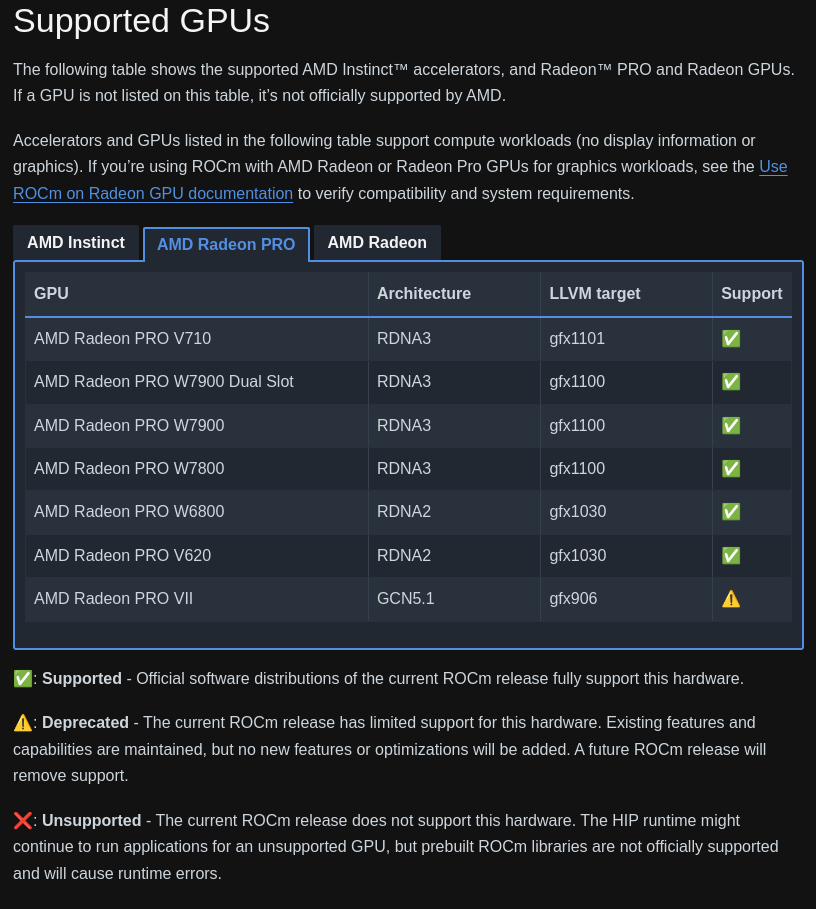 Supported GPUs
The following table shows the supported AMD Instinct™ accelerators, and Radeon™ PRO and Radeon GPUs.
If a GPU is not listed on this table, it’s not officially supported by AMD.
Accelerators and GPUs listed in the following table support compute workloads (no display information or
graphics). If you’re using ROCm with AMD Radeon or Radeon Pro GPUs for graphics workloads, see the Use
ROCm on Radeon GPU documentation to verify compatibility and system requirements.
AMD Instinct AMD Radeon PRO AMD Radeon
GPU Architecture LLVM target Support
AMD Radeon PRO V710 RDNA3 gfx1101 ✅
AMD Radeon PRO W7900 Dual Slot RDNA3 gfx1100 ✅
AMD Radeon PRO W7900 RDNA3 gfx1100 ✅
AMD Radeon PRO W7800 RDNA3 gfx1100 ✅
AMD Radeon PRO W6800 RDNA2 gfx1030 ✅
AMD Radeon PRO V620 RDNA2 gfx1030 ✅
AMD Radeon PRO VII GCN5.1 gfx906 ⚠️
✅: Supported - Official software distributions of the current ROCm release fully support this hardware.
⚠️: Deprecated - The current ROCm release has limited support for this hardware. Existing features and
capabilities are maintained, but no new features or optimizations will be added. A future ROCm release will
remove support.
❌: Unsupported - The current ROCm release does not support this hardware. The HIP runtime might
continue to run applications for an unsupported GPU, but prebuilt ROCm libraries are not officially supported
and will cause runtime errors.